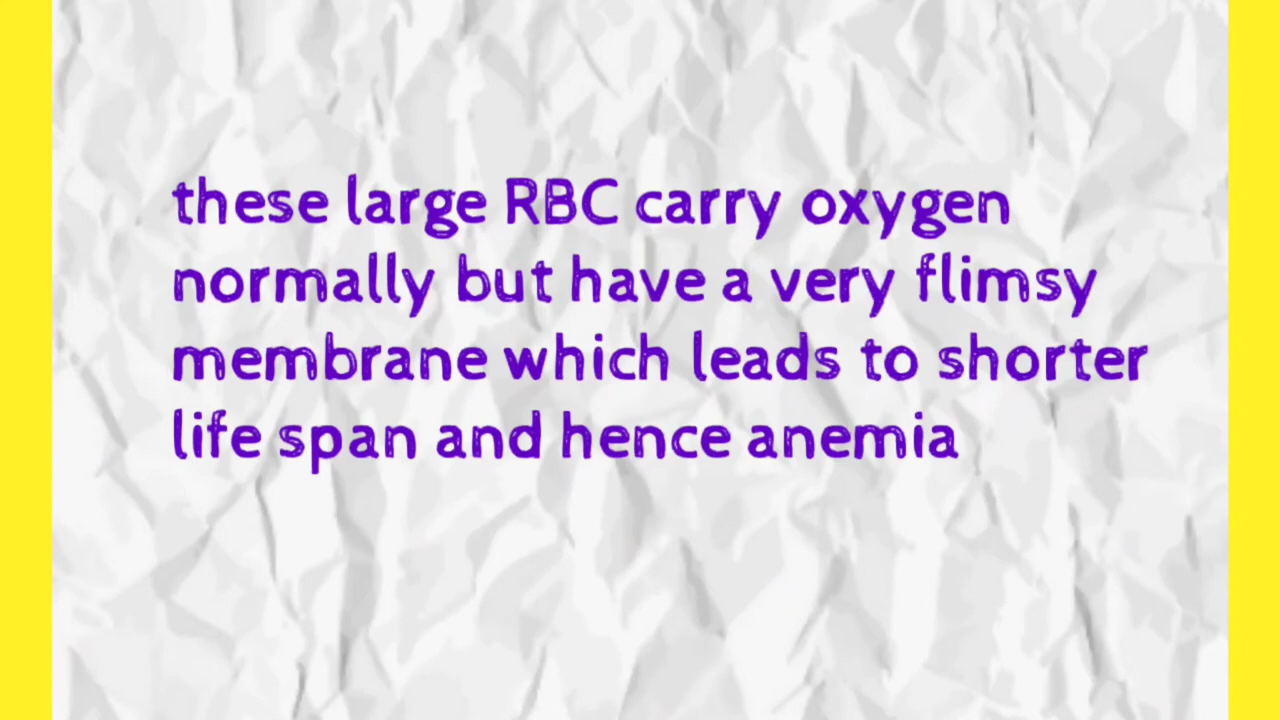 these large RBC carry oxygen
normally but have a very flimsy
membrane which leads to shorter
life span and hence anemia